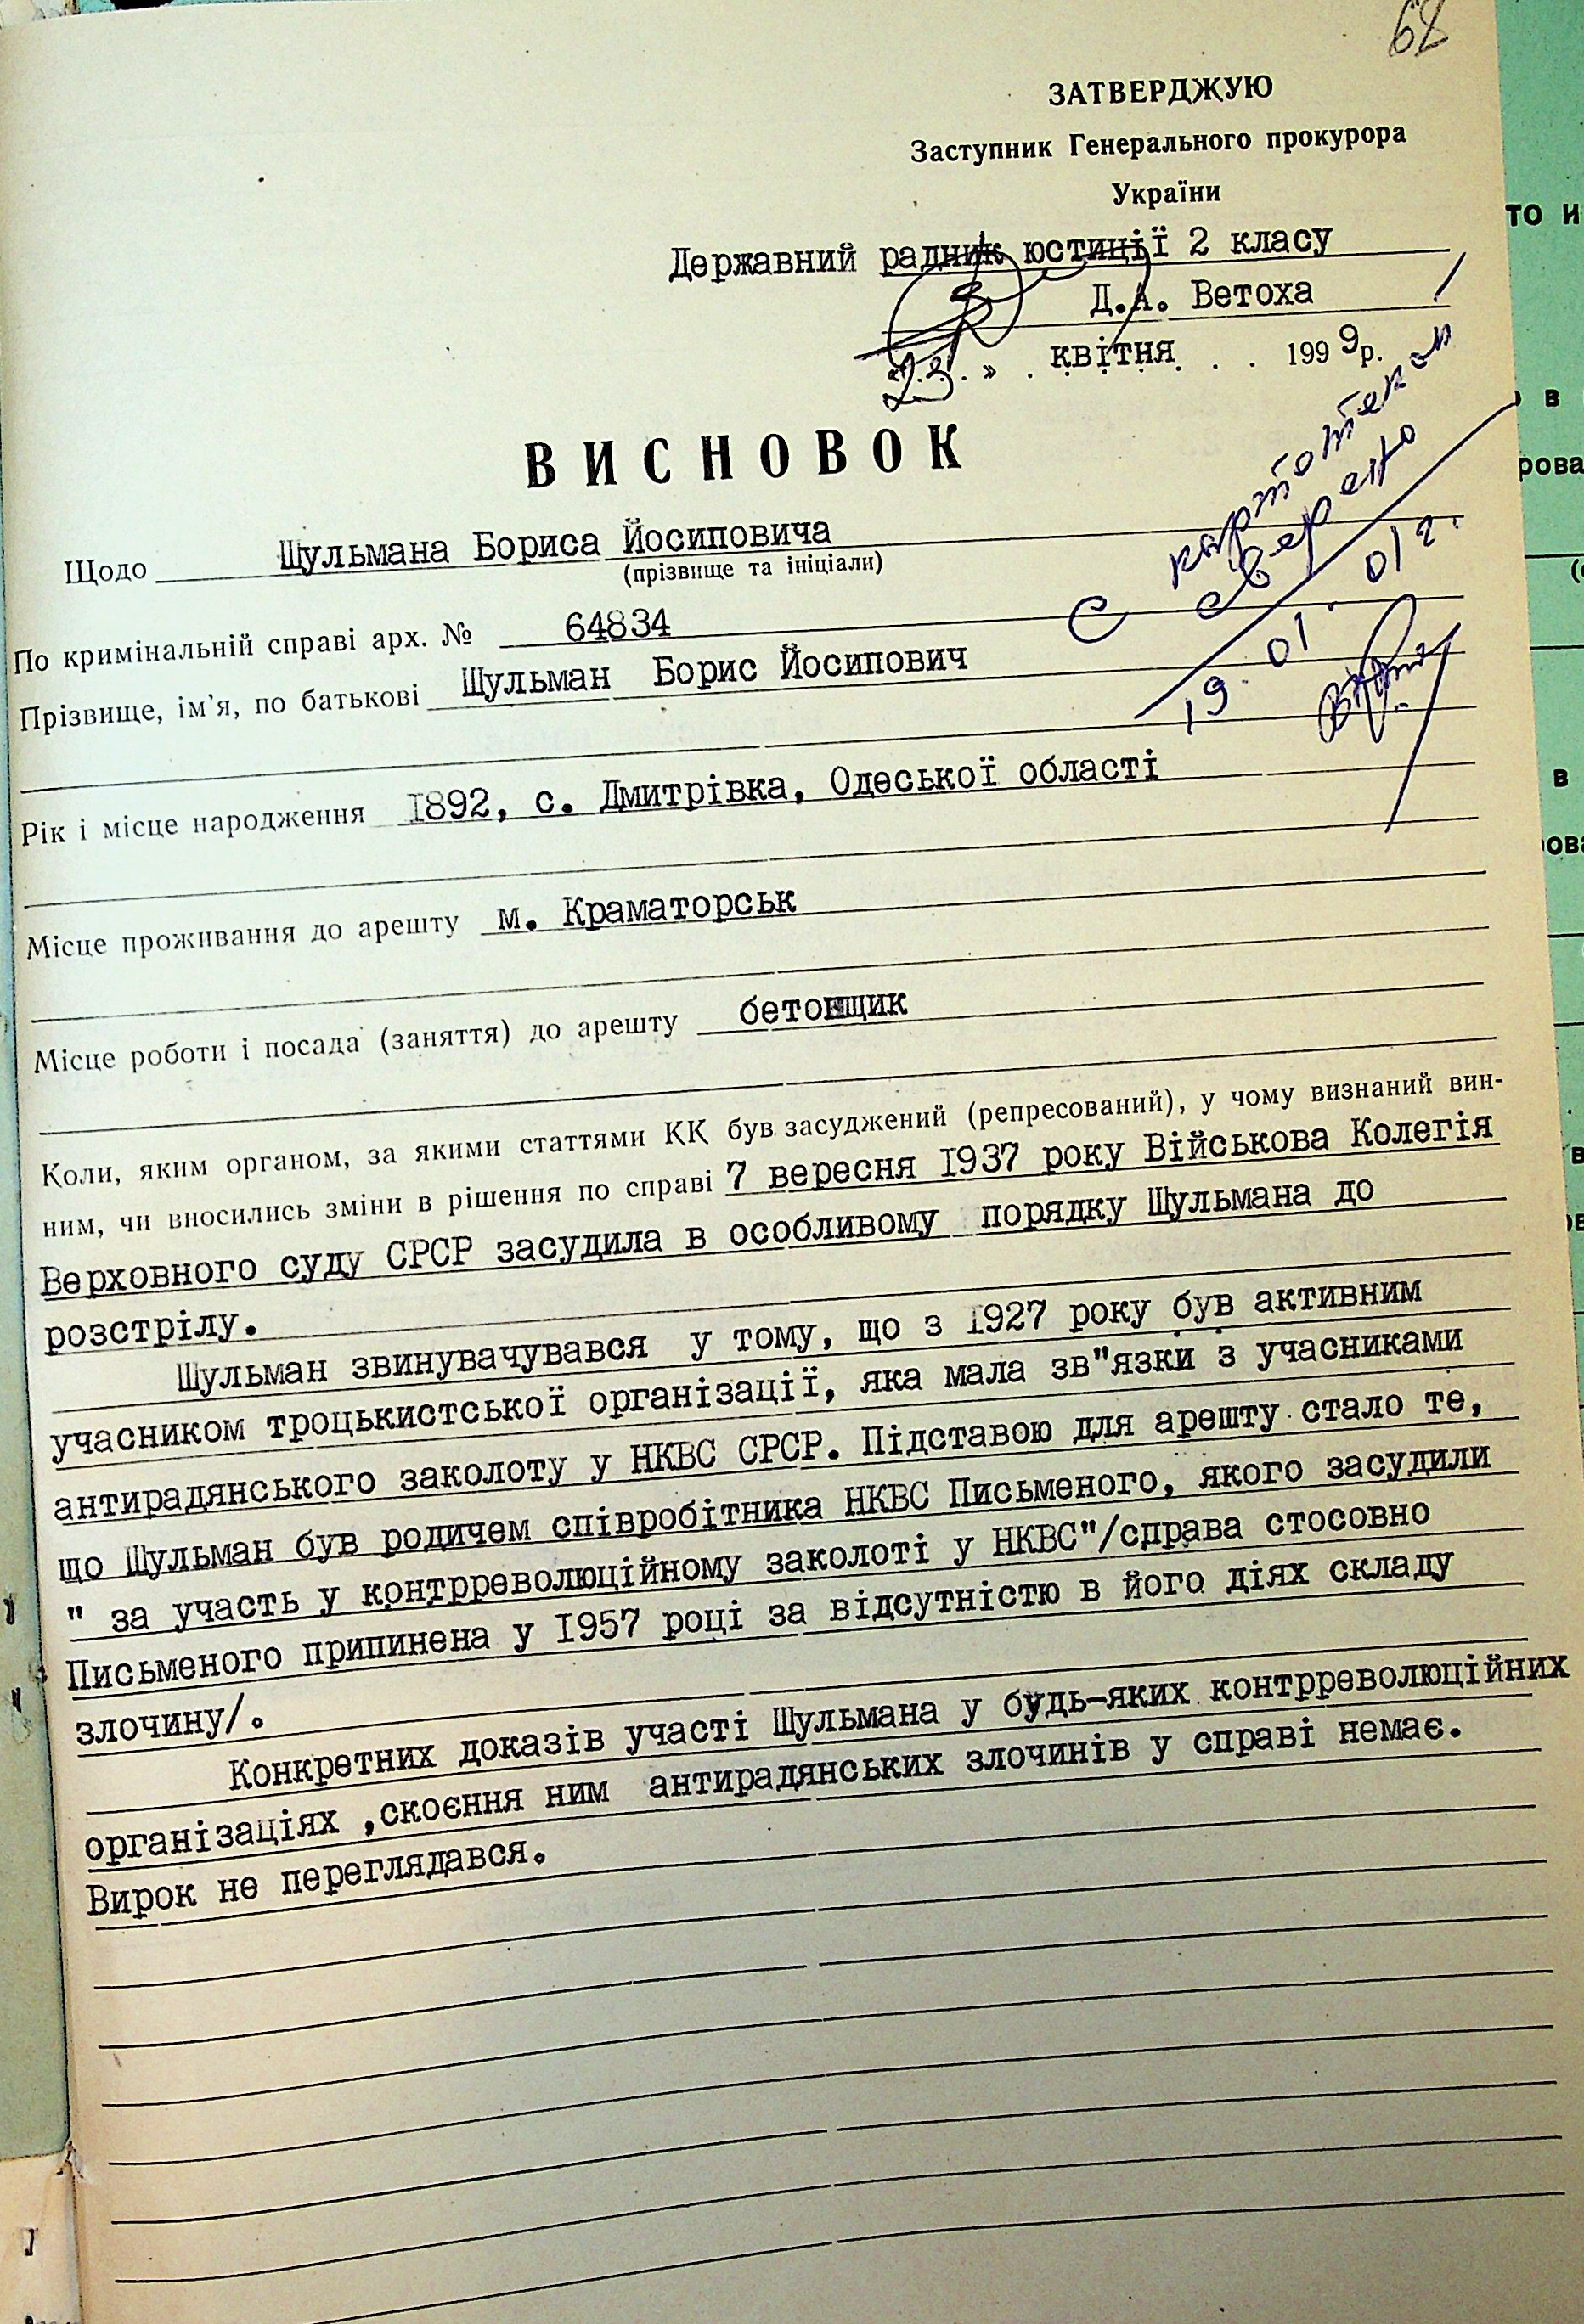 68
ЗАТВЕРДЖУЮ
Заступник Генерального прокурора
України
Державний радник юстиції 2 класу
Д.А. Ветоха
«23.» . квітня . . . 1999р.
ВИСНОВОК
С картотекой
сверено
19. 01. 01 г.
Щодо Шульмана Бориса Йосиповича
(прізвище та ініціали)
По кримінальній справі арх. № 64834
Прізвище, ім'я, по батькові Шульман Борис Йосипович
Рік і місце народження 1892, с. Дмитрівка, Одеської області
Місце проживання до арешту м. Краматорськ
Місце роботи і посада (заняття) до арешту бетонщик
Коли, яким органом, за якими статтями КК був засуджений (репресований), у чому визнаний вин-
ним, чи вносились зміни в рішення по справі 7 вересня 1937 року Військова Колегія
Верховного суду СРСР засудила в особливому порядку Шульмана до
розстрілу.
Шульман звинувачувався у тому, що з 1927 року був активним
учасником троцькистської організації, яка мала зв"язки з учасниками
антирадянського заколоту у НКВС СРСР. Підставою для арешту стало те,
що Шульман був родичем співробітника НКВС Письменого, якого засудили
" за участь у контрреволюційному заколоті у НКВС"/справа стосовно
Письменого припинена у 1957 році за відсутністю в його діях складу
злочину/.
Конкретних доказів участі Шульмана у будь-яких контрреволюційних
організаціях ,скоєння ним антирадянських злочинів у справі немає.
Вирок не переглядався.
то и
в
рова
в